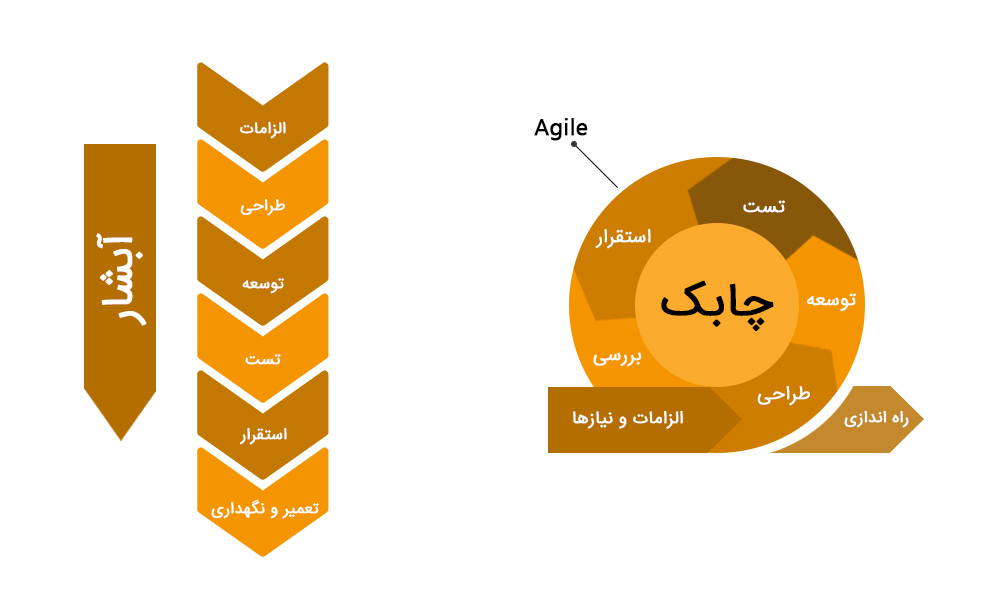 آبشار
الزامات
طراحی
توسعه
تست
استقرار
تعمیر و نگهداری
Agile
چابک
الزامات و نیازها
طراحی
توسعه
تست
استقرار
بررسی
راه اندازی